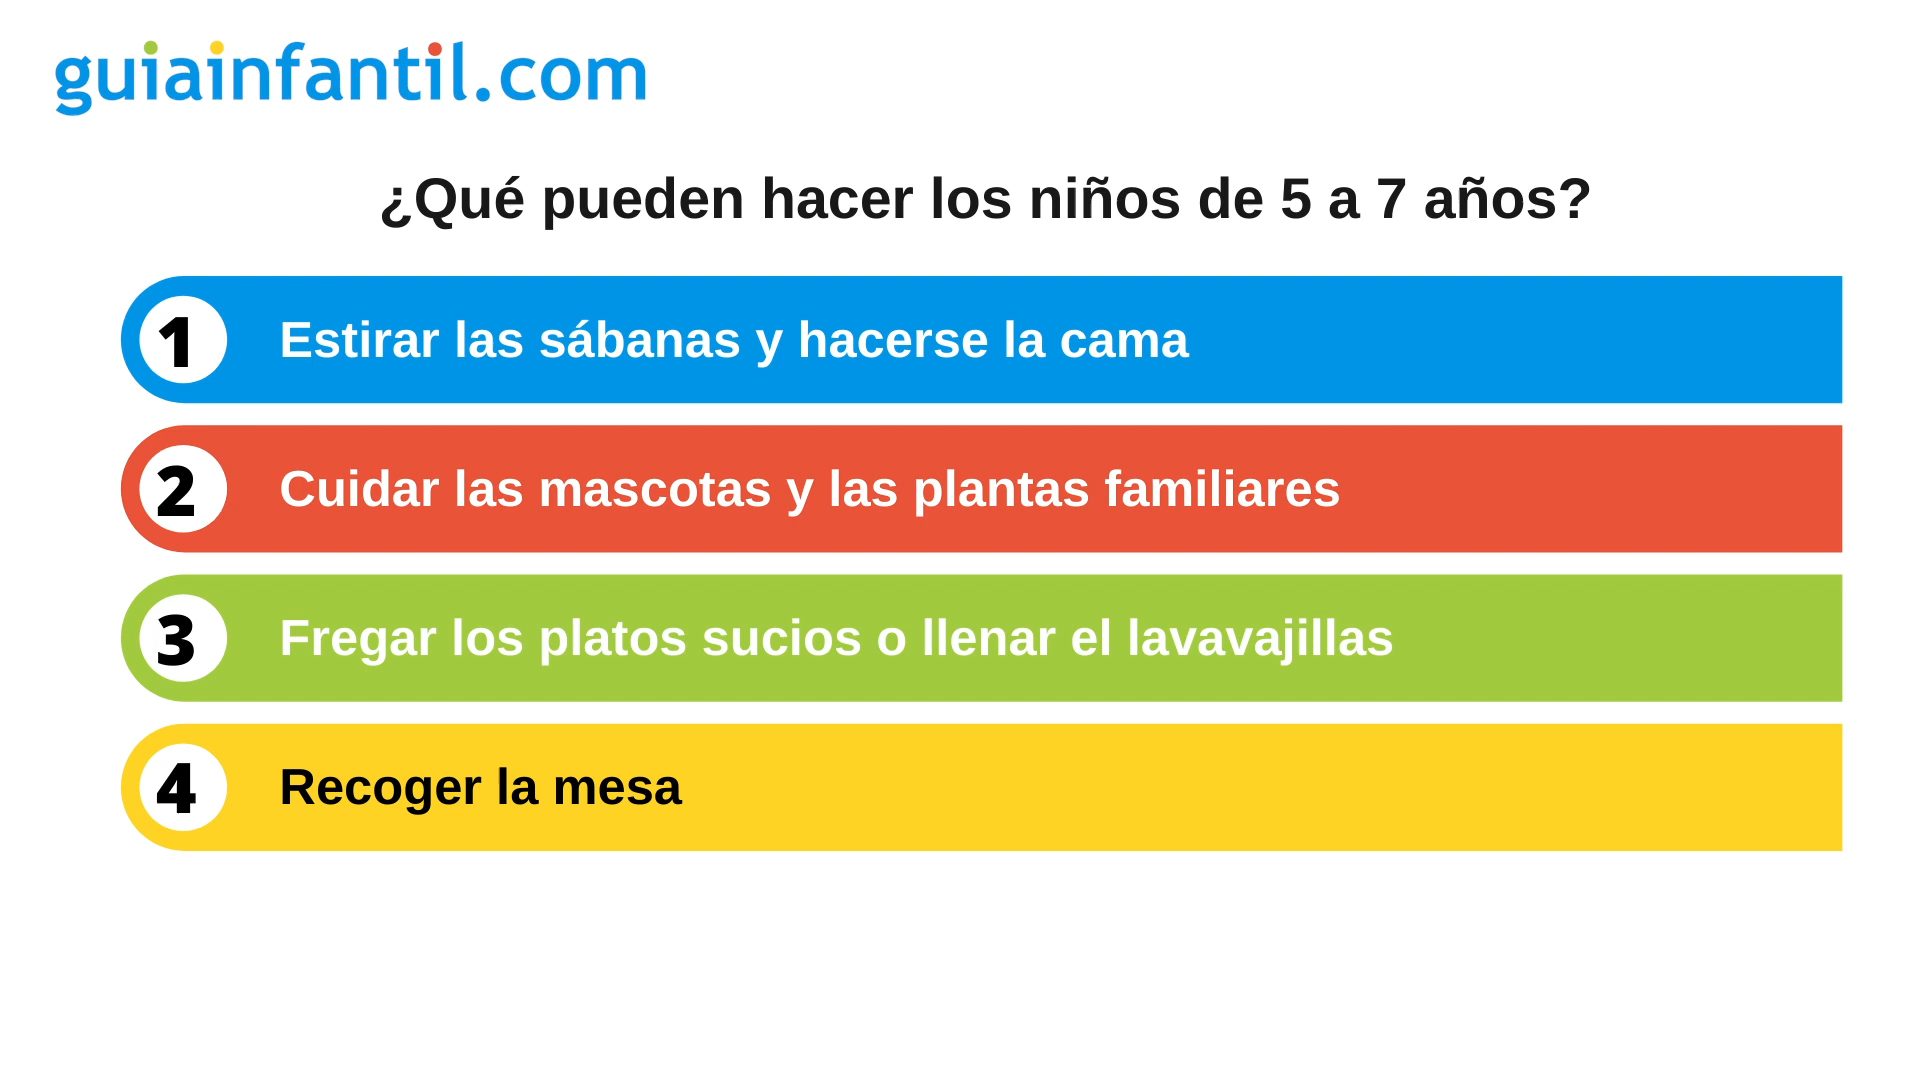 guiainfantil.com
¿Qué pueden hacer los niños de 5 a 7 años?
1 Estirar las sábanas y hacerse la cama
2 Cuidar las mascotas y las plantas familiares
3 Fregar los platos sucios o llenar el lavavajillas
4 Recoger la mesa